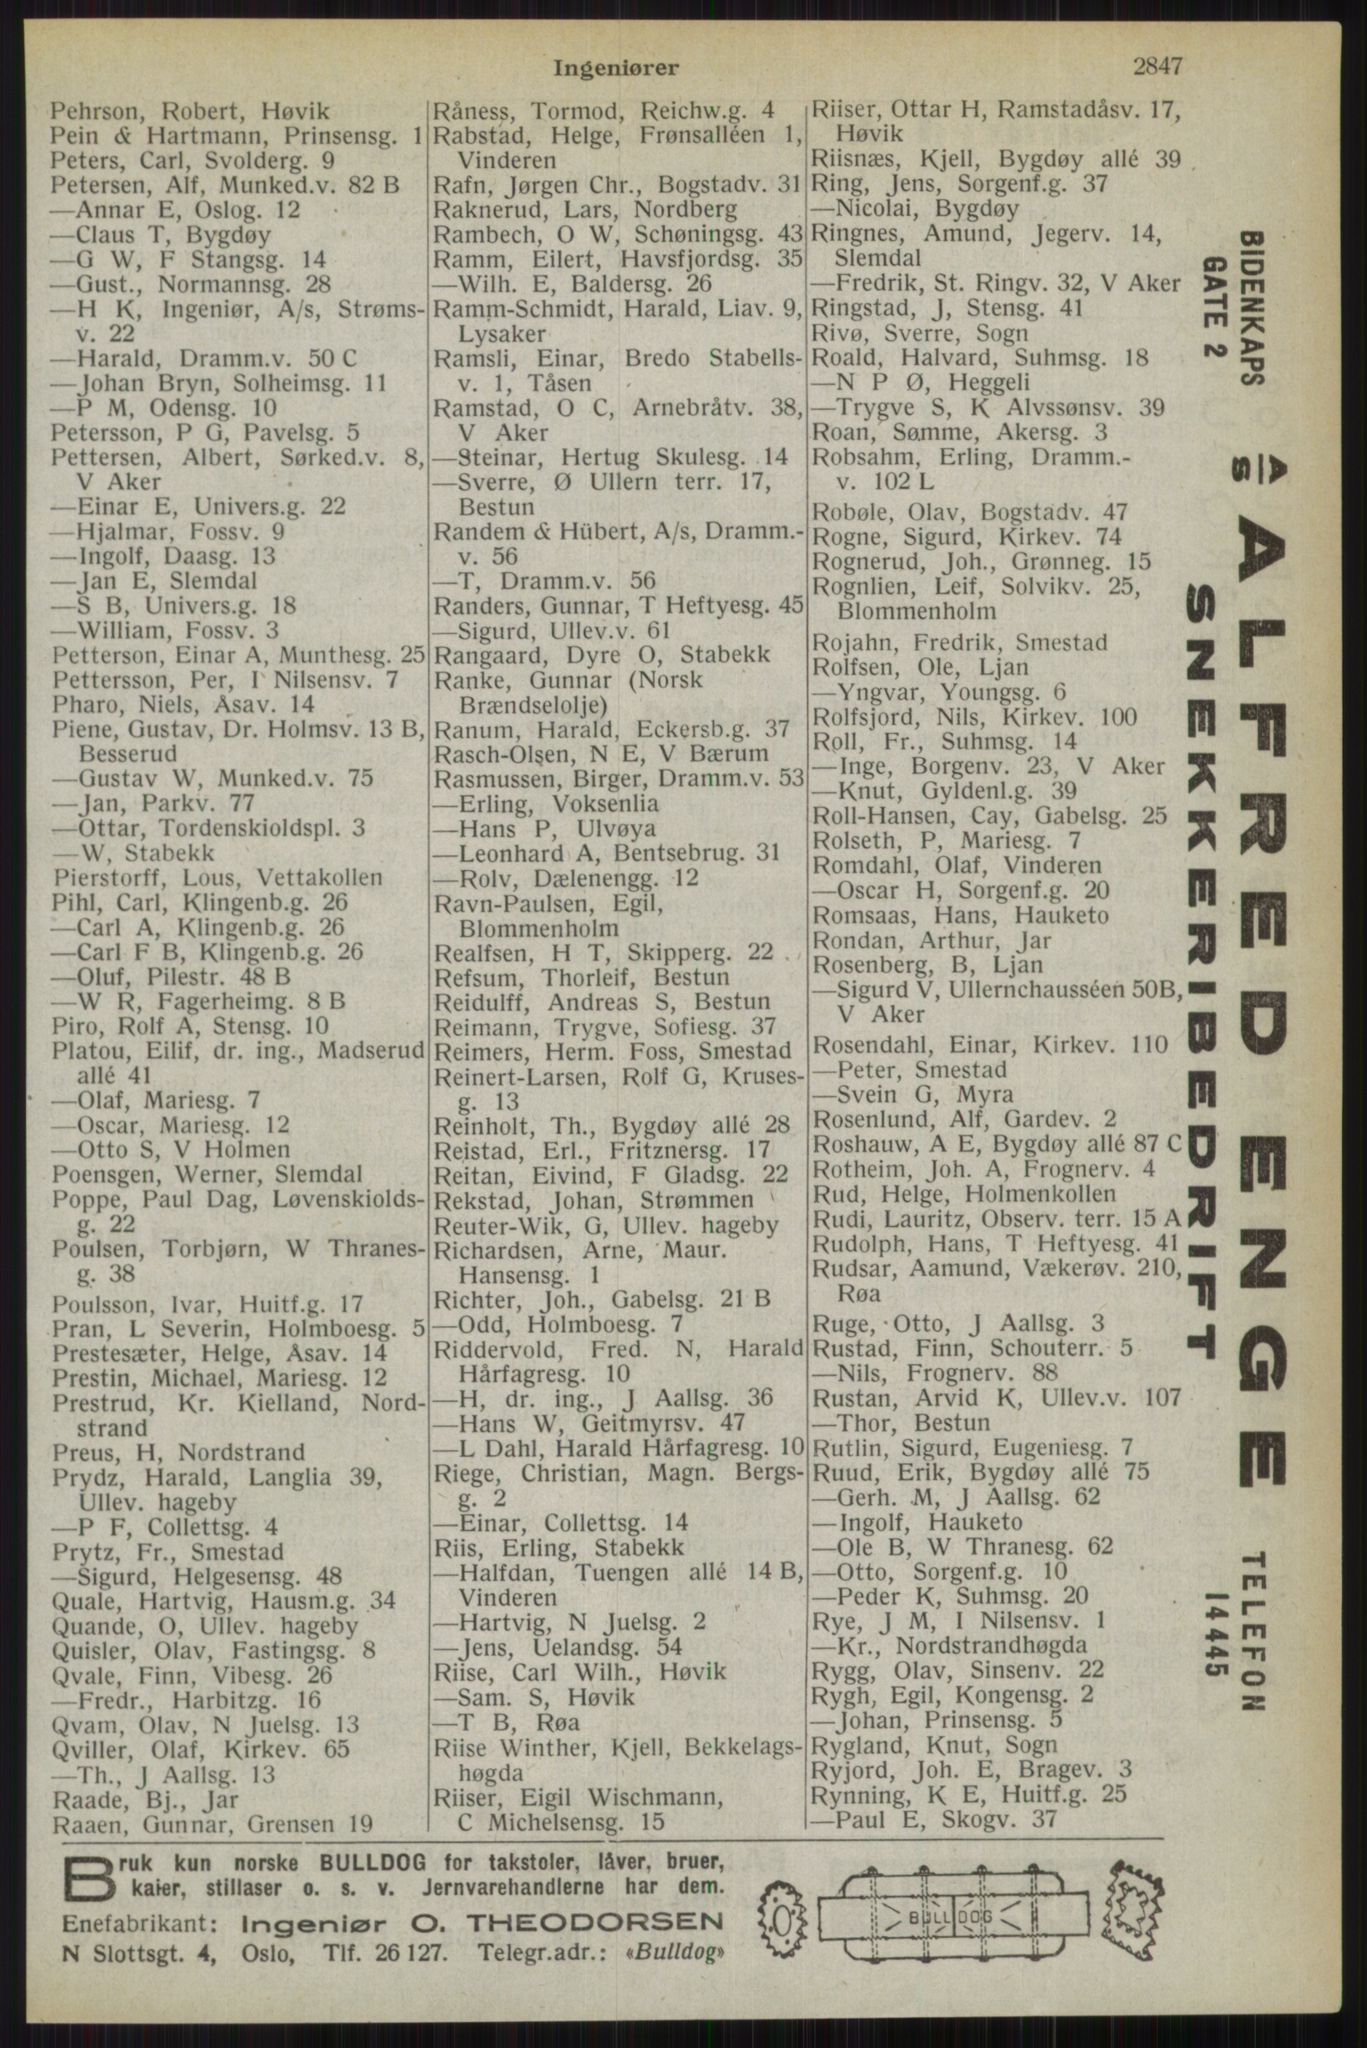 Ingeniører
2847
Pehrson, Robert, Høvik
Pein & Hartmann, Prinsensg. 1
Peters, Carl, Svolderg. 9
Petersen, Alf, Munked.v. 82 B
—Annar E, Oslog. 12
—Claus T, Bygdøy
—G W, F Stangsg. 14
—Gust., Normannsg. 28
—H K, Ingeniør, A/s, Strøms-
v. 22
—Harald, Dramm.v. 50 C
—Johan Bryn, Solheimsg. 11
—P M, Odensg. 10
Petersson, P G, Pavelsg. 5
Pettersen, Albert, Sørked.v. 8,
V Aker
—Einar E, Univers.g. 22
—Hjalmar, Fossv. 9
—Ingolf, Daasg. 13
—Jan E, Slemdal
—S B, Univers.g. 18
—William, Fossv. 3
Petterson, Einar A, Munthesg. 25
Pettersson, Per, I Nilsensv. 7
Pharo, Niels, Asav. 14
Piene, Gustav, Dr. Holmsv. 13 B,
Besserud
—Gustav W, Munked.v. 75
—Jan, Parkv. 77
—Ottar, Tordenskioldspl. 3
—W, Stabekk
Pierstorff, Lous, Vettakollen
Pihl, Carl, Klingenb.g. 26
—Carl A, Klingenb.g. 26
—Carl F B, Klingenb.g. 26
—Oluf, Pilestr. 48 B
—W R, Fagerheimg. 8 B
Piro, Rolf A, Stensg. 10
Platou, Eilif, dr. ing., Madserud
allé 41
—Olaf, Mariesg. 7
—Oscar, Mariesg. 12
—Otto S, V Holmen
Poensgen, Werner, Slemdal
Poppe, Paul Dag, Løvenskiolds-
g. 22
Poulsen, Torbjørn, W Thranes-
g. 38
Poulsson, Ivar, Huitf.g. 17
Pran, L Severin, Holmboesg. 5
Prestesæter, Helge, Asav. 14
Prestin, Michael, Mariesg. 12
Prestrud, Kr. Kielland, Nord-
strand
Preus, H, Nordstrand
Prydz, Harald, Langlia 39,
Ullev. hageby
—P F, Collettsg. 4
Prytz, Fr., Smestad
—Sigurd, Helgesensg. 48
Quale, Hartvig, Hausm.g. 34
Quande, O, Ullev. hageby
Quisler, Olav, Fastingsg. 8
Qvale, Finn, Vibesg. 26
—Fredr., Harbitzg. 16
Qvam, Olav, N Juelsg. 13
Qviller, Olaf, Kirkev. 65
—Th., J Aallsg. 13
Raade, Bj., Jar
Raaen, Gunnar, Grensen 19
Råness, Tormod, Reichw.g. 4
Rabstad, Helge, Frønsalléen 1,
Vinderen
Rafn, Jørgen Chr., Bogstadv. 31
Raknerud, Lars, Nordberg
Rambech, O W, Schøningsg. 43
Ramm, Eilert, Havsfjordsg. 35
—Wilh. E, Baldersg. 26
Ramm-Schmidt, Harald, Liav. 9,
Lysaker
Ramsli, Einar, Bredo Stabells-
v. 1, Tåsen
Ramstad, O C, Arnebråtv. 38,
V Aker
—Steinar, Hertug Skulesg. 14
—Sverre, Ø Ullern terr. 17,
Bestun
Randem & Hübert, A/s, Dramm.-
v. 56
—T, Dramm.v. 56
Randers, Gunnar, T Heftyesg. 45
—Sigurd, Ullev.v. 61
Rangaard, Dyre O, Stabekk
Ranke, Gunnar (Norsk
Brændselolje)
Ranum, Harald, Eckersb.g. 37
Rasch-Olsen, N E, V Bærum
Rasmussen, Birger, Dramm.v. 53
—Erling, Voksenlia
—Hans P, Ulvøya
—Leonhard A, Bentsebrug. 31
—Rolv, Dælenengg. 12
Ravn-Paulsen, Egil,
Blommenholm
Realfsen, H T, Skipperg. 22
Refsum, Thorleif, Bestun
Reidulff, Andreas S, Bestun
Reimann, Trygve, Sofiesg. 37
Reimers, Herm. Foss, Smestad
Reinert-Larsen, Rolf G, Kruses-
g. 13
Reinholt, Th., Bygdøy allé 28
Reistad, Erl., Fritznersg. 17
Reitan, Eivind, F Gladsg. 22
Rekstad, Johan, Strømmen
Reuter-Wik, G, Ullev. hageby
Richardsen, Arne, Maur.
Hansensg. 1
Richter, Joh., Gabelsg. 21 B
—Odd, Holmboesg. 7
Riddervold, Fred. N, Harald
Hårfagresg. 10
—H, dr. ing., J Aallsg. 36
—Hans W, Geitmyrsv. 47
—L Dahl, Harald Hårfagresg. 10
Riege, Christian, Magn. Bergs-
g. 2
—Einar, Collettsg. 14
Riis, Erling, Stabekk
—Halfdan, Tuengen allé 14 B,
Vinderen
—Hartvig, N Juelsg. 2
—Jens, Uelandsg. 54
Riise, Carl Wilh., Høvik
—Sam. S, Høvik
—T B, Røa
Riise Winther, Kjell, Bekkelags-
høgda
Riiser, Eigil Wischmann,
C Michelsensg. 15
Riiser, Ottar H, Ramstadåsv. 17,
Høvik
Riisnæs, Kjell, Bygdøy allé 39
Ring, Jens, Sorgenf.g. 37
—Nicolai, Bygdøy
Ringnes, Amund, Jegerv. 14,
Slemdal
—Fredrik, St. Ringv. 32, V Aker
Ringstad, J, Stensg. 41
Rivø, Sverre, Sogn
Roald, Halvard, Suhmsg. 18
—N P Ø, Heggeli
—Trygve S, K Alvssønsv. 39
Roan, Sømme, Akersg. 3
Robsahm, Erling, Dramm.-
v. 102 L
Robøle, Olav, Bogstadv. 47
Rogne, Sigurd, Kirkev. 74
Rognerud, Joh., Grønneg. 15
Rognlien, Leif, Solvikv. 25,
Blommenholm
Rojahn, Fredrik, Smestad
Rolfsen, Ole, Ljan
—Yngvar, Youngsg. 6
Rolfsjord, Nils, Kirkev. 100
Roll, Fr., Suhmsg. 14
—Inge, Borgenv. 23, V Aker
—Knut, Gyldenl.g. 39
Roll-Hansen, Cay, Gabelsg. 25
Rolseth, P, Mariesg. 7
Romdahl, Olaf, Vinderen
—Oscar H, Sorgenf.g. 20
Romsaas, Hans, Hauketo
Rondan, Arthur, Jar
Rosenberg, B, Ljan
—Sigurd V, Ullernchausséen 50B,
V Aker
Rosendahl, Einar, Kirkev. 110
—Peter, Smestad
—Svein G, Myra
Rosenlund, Alf, Gardev. 2
Roshauw, A E, Bygdøy allé 87 C
Rotheim, Joh. A, Frognerv. 4
Rud, Helge, Holmenkollen
Rudi, Lauritz, Observ. terr. 15 A
Rudolph, Hans, T Heftyesg. 41
Rudsar, Aamund, Vækerøv. 210,
Røa
Ruge, Otto, J Aallsg. 3
Rustad, Finn, Schouterr. 5
—Nils, Frognerv. 88
Rustan, Arvid K, Ullev.v. 107
—Thor, Bestun
Rutlin, Sigurd, Eugeniesg. 7
Ruud, Erik, Bygdøy allé 75
—Gerh. M, J Aallsg. 62
—Ingolf, Hauketo
—Ole B, W Thranesg. 62
—Otto, Sorgenf.g. 10
—Peder K, Suhmsg. 20
Rye, J M, I Nilsensv. 1
—Kr., Nordstrandhøgda
Rygg, Olav, Sinsenv. 22
Rygh, Egil, Kongensg. 2
—Johan, Prinsensg. 5
Rygland, Knut, Sogn
Ryjord, Joh. E, Bragev. 3
Rynning, K E, Huitf.g. 25
—Paul E, Skogv. 37
BIDENKAPS
GATE 2
A/S ALFRED ENGE
SNEKKERIBEDRIFT
TELEFON
14445
Bruk kun norske BULLDOG for takstoler, låver, bruer,
kaier, stillaser o. s. v. Jernvarehandlerne har dem.
Enefabrikant: Ingeniør O. THEODORSEN
N Slottsgt. 4, Oslo, Tlf. 26 127. Telegr.adr.: «Bulldog»
BULLDOG